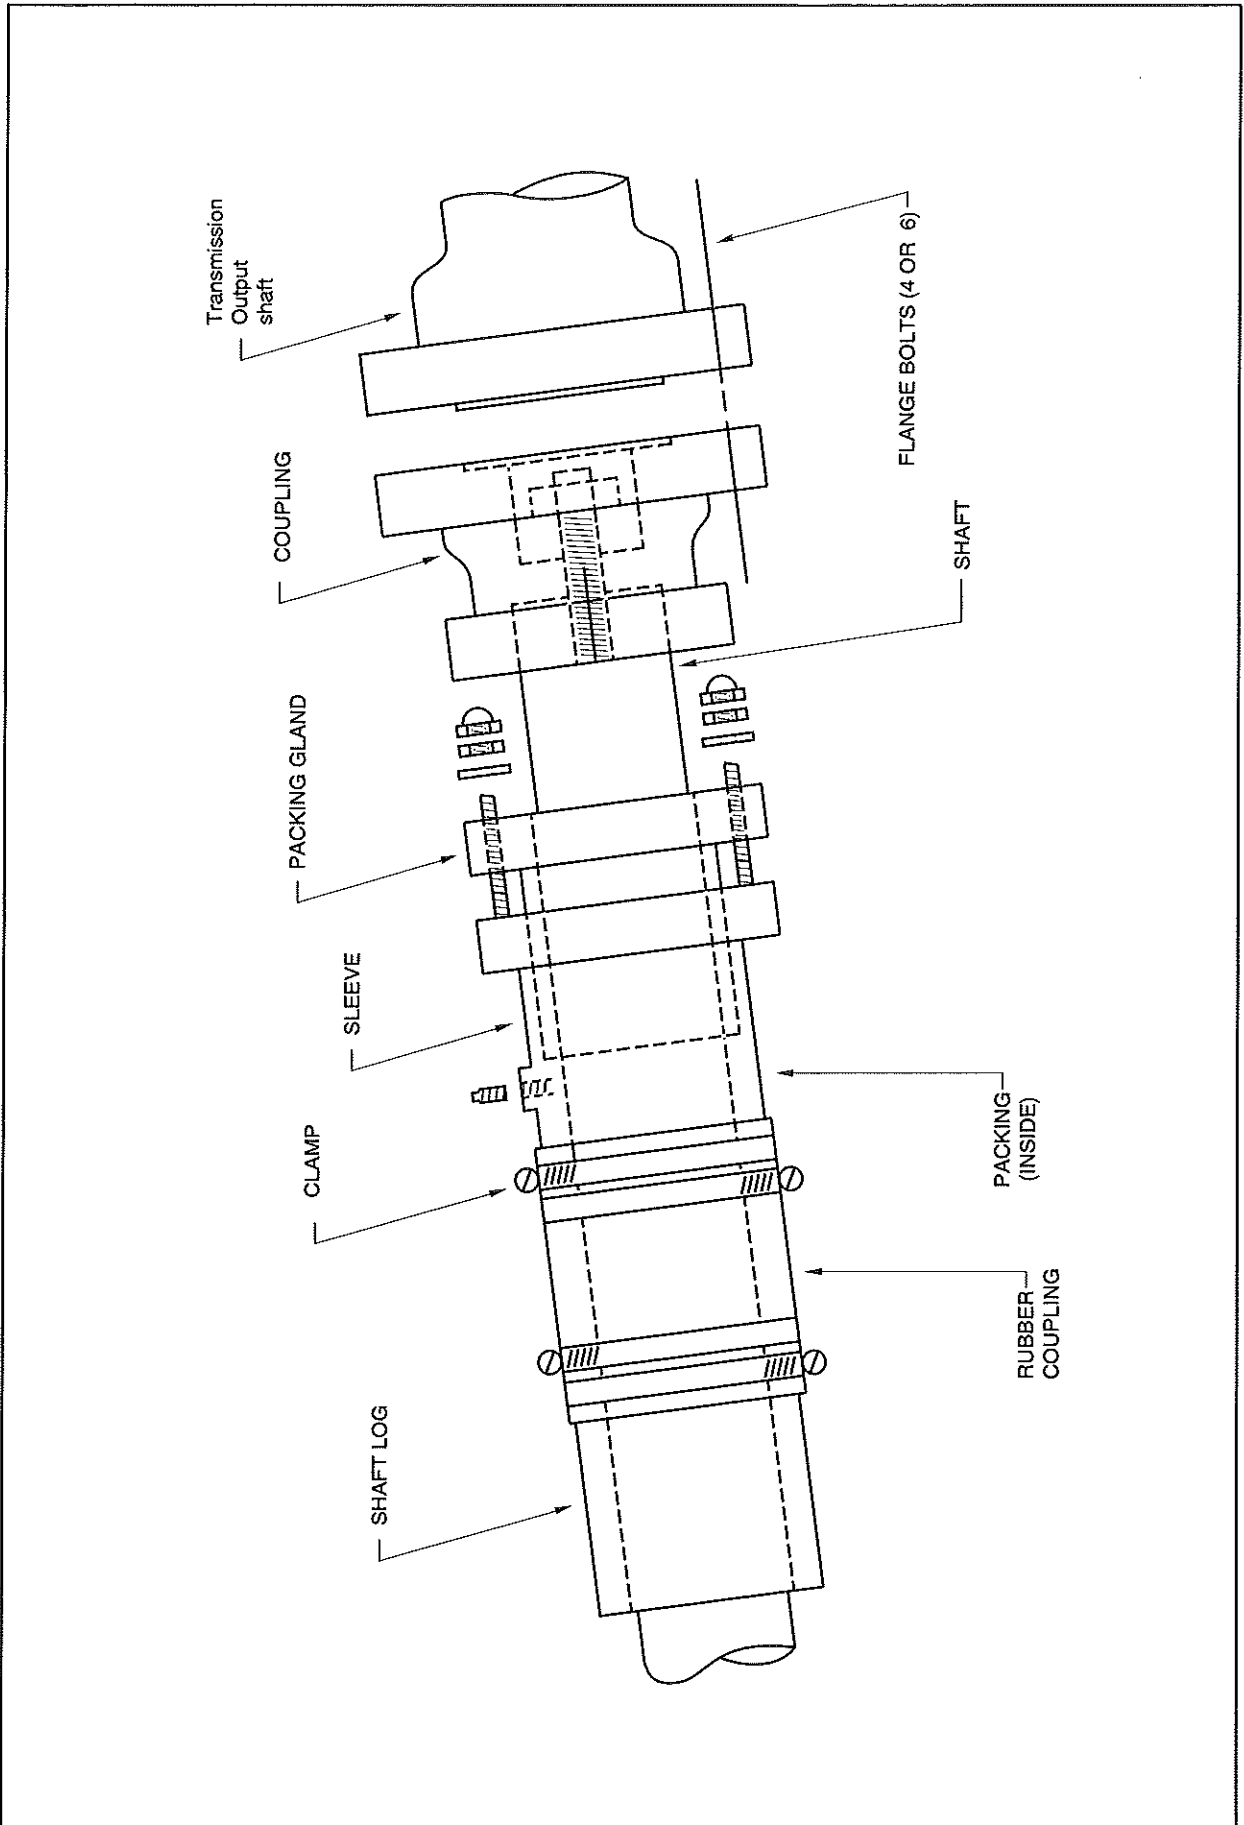 Transmission
Output
shaft
COUPLING
PACKING GLAND
SLEEVE
CLAMP
SHAFT LOG
FLANGE BOLTS (4 OR 6)
SHAFT
PACKING
(INSIDE)
RUBBER
COUPLING